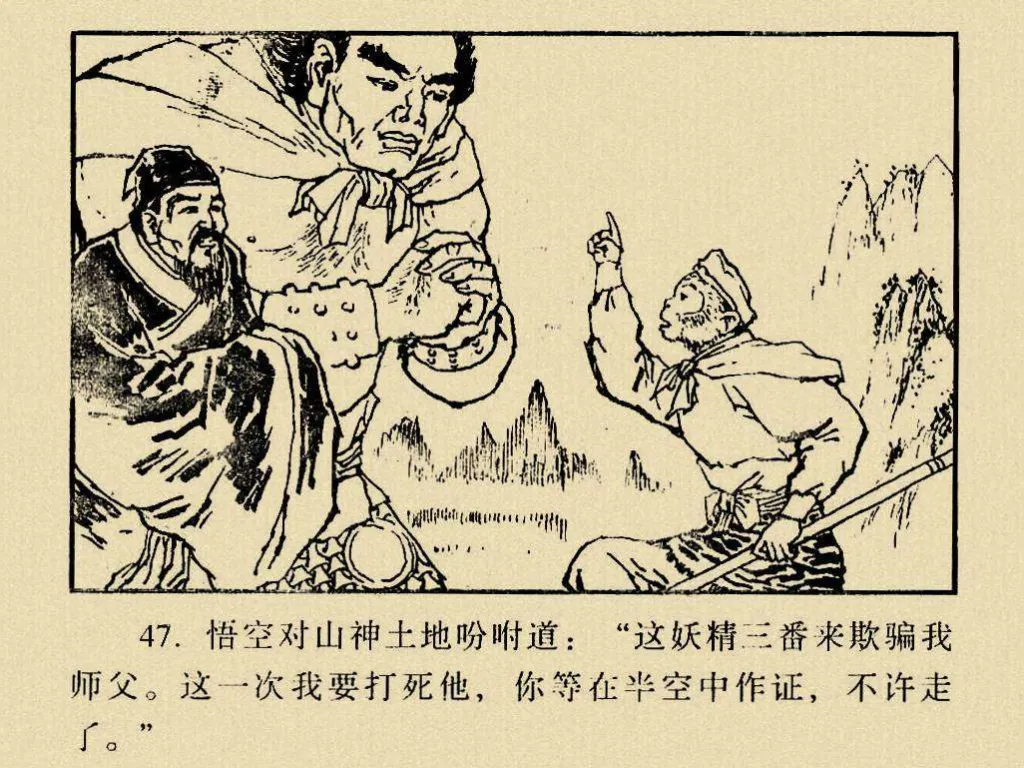 47. 悟空对山神土地吩咐道：“这妖精三番来欺骗我
师父。这一次我要打死他，你等在半空中作证，不许走
了。”